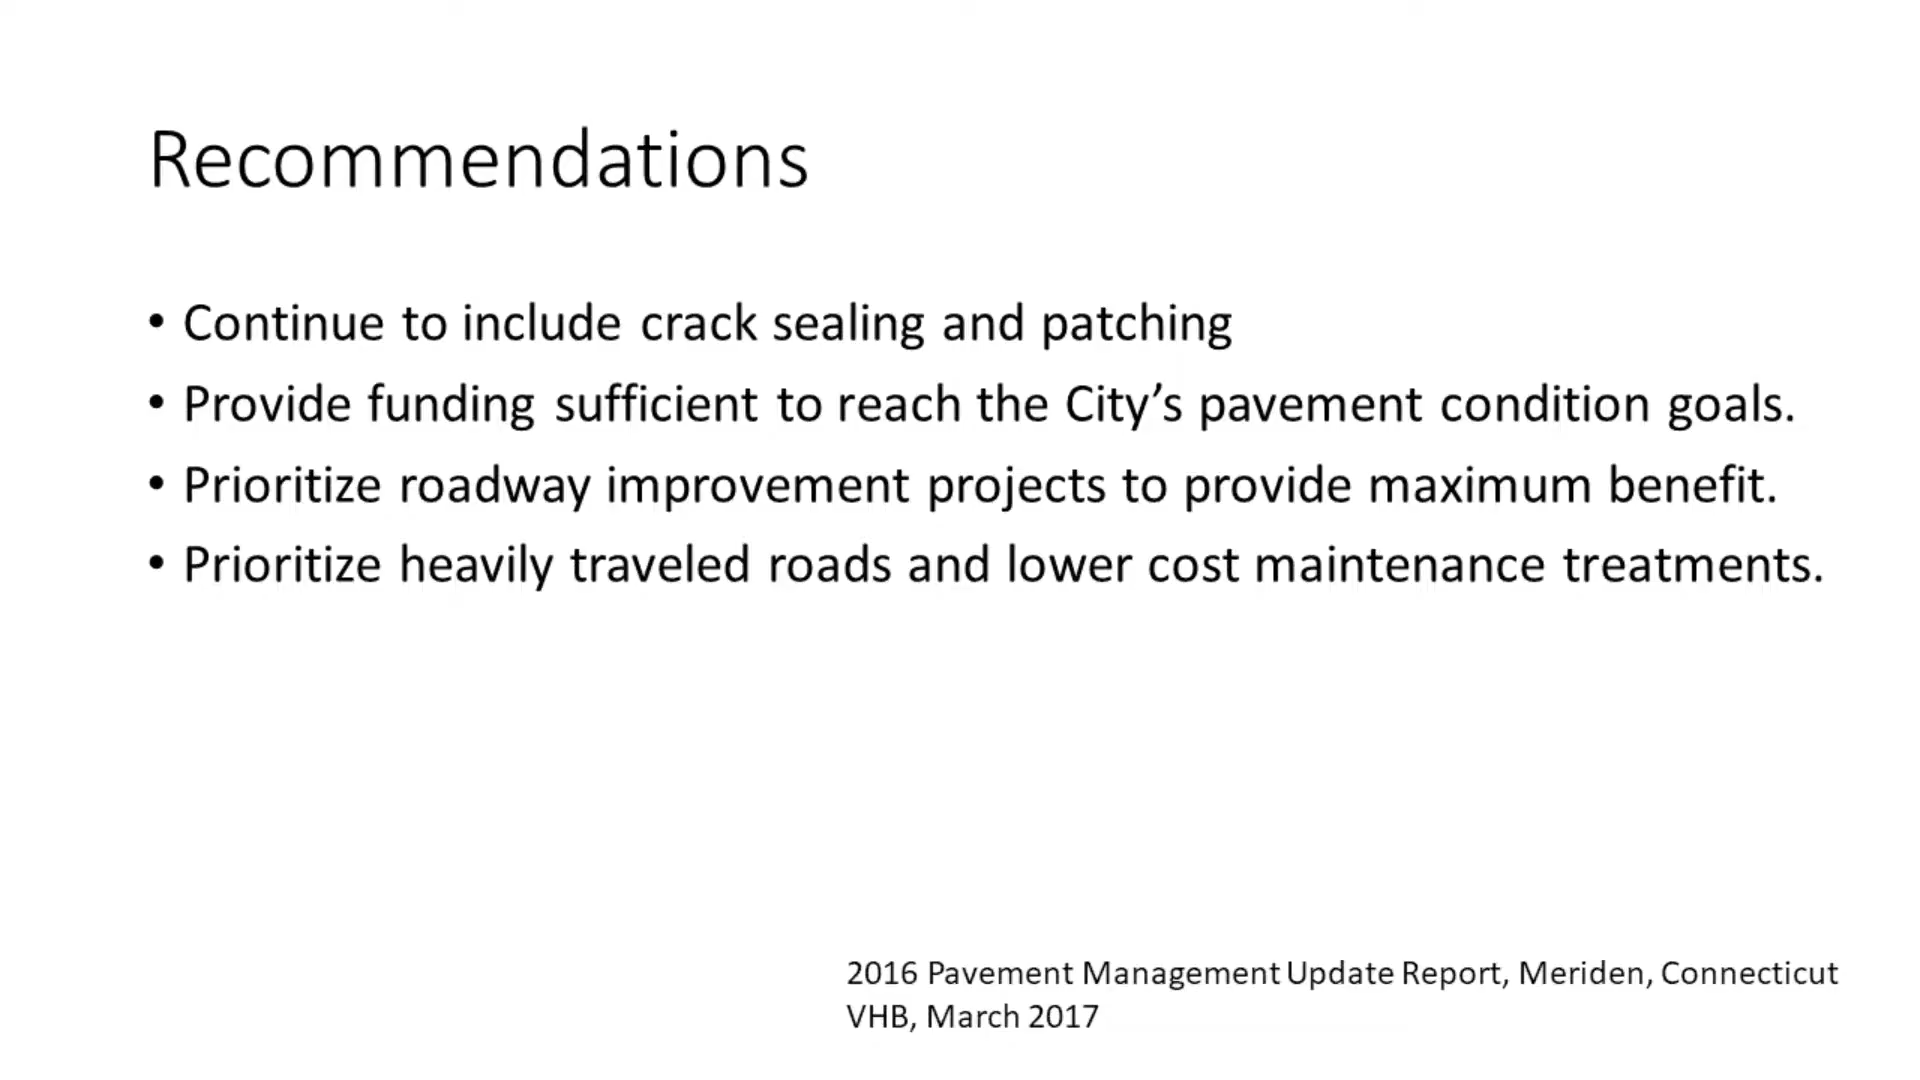 Recommendations
• Continue to include crack sealing and patching
• Provide funding sufficient to reach the City’s pavement condition goals.
• Prioritize roadway improvement projects to provide maximum benefit.
• Prioritize heavily traveled roads and lower cost maintenance treatments.
2016 Pavement Management Update Report, Meriden, Connecticut
VHB, March 2017